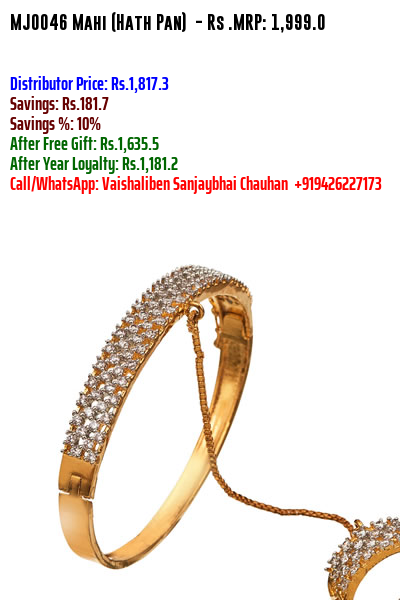 MJ0046 Mahi (Hath Pan)  - Rs .MRP: 1,999.0
Distributor Price: Rs.1,817.3
Savings: Rs.181.7
Savings %: 10%
After Free Gift: Rs.1,635.5
After Year Loyalty: Rs.1,181.2
Call/WhatsApp: Vaishaliben Sanjaybhai Chauhan  +919426227173